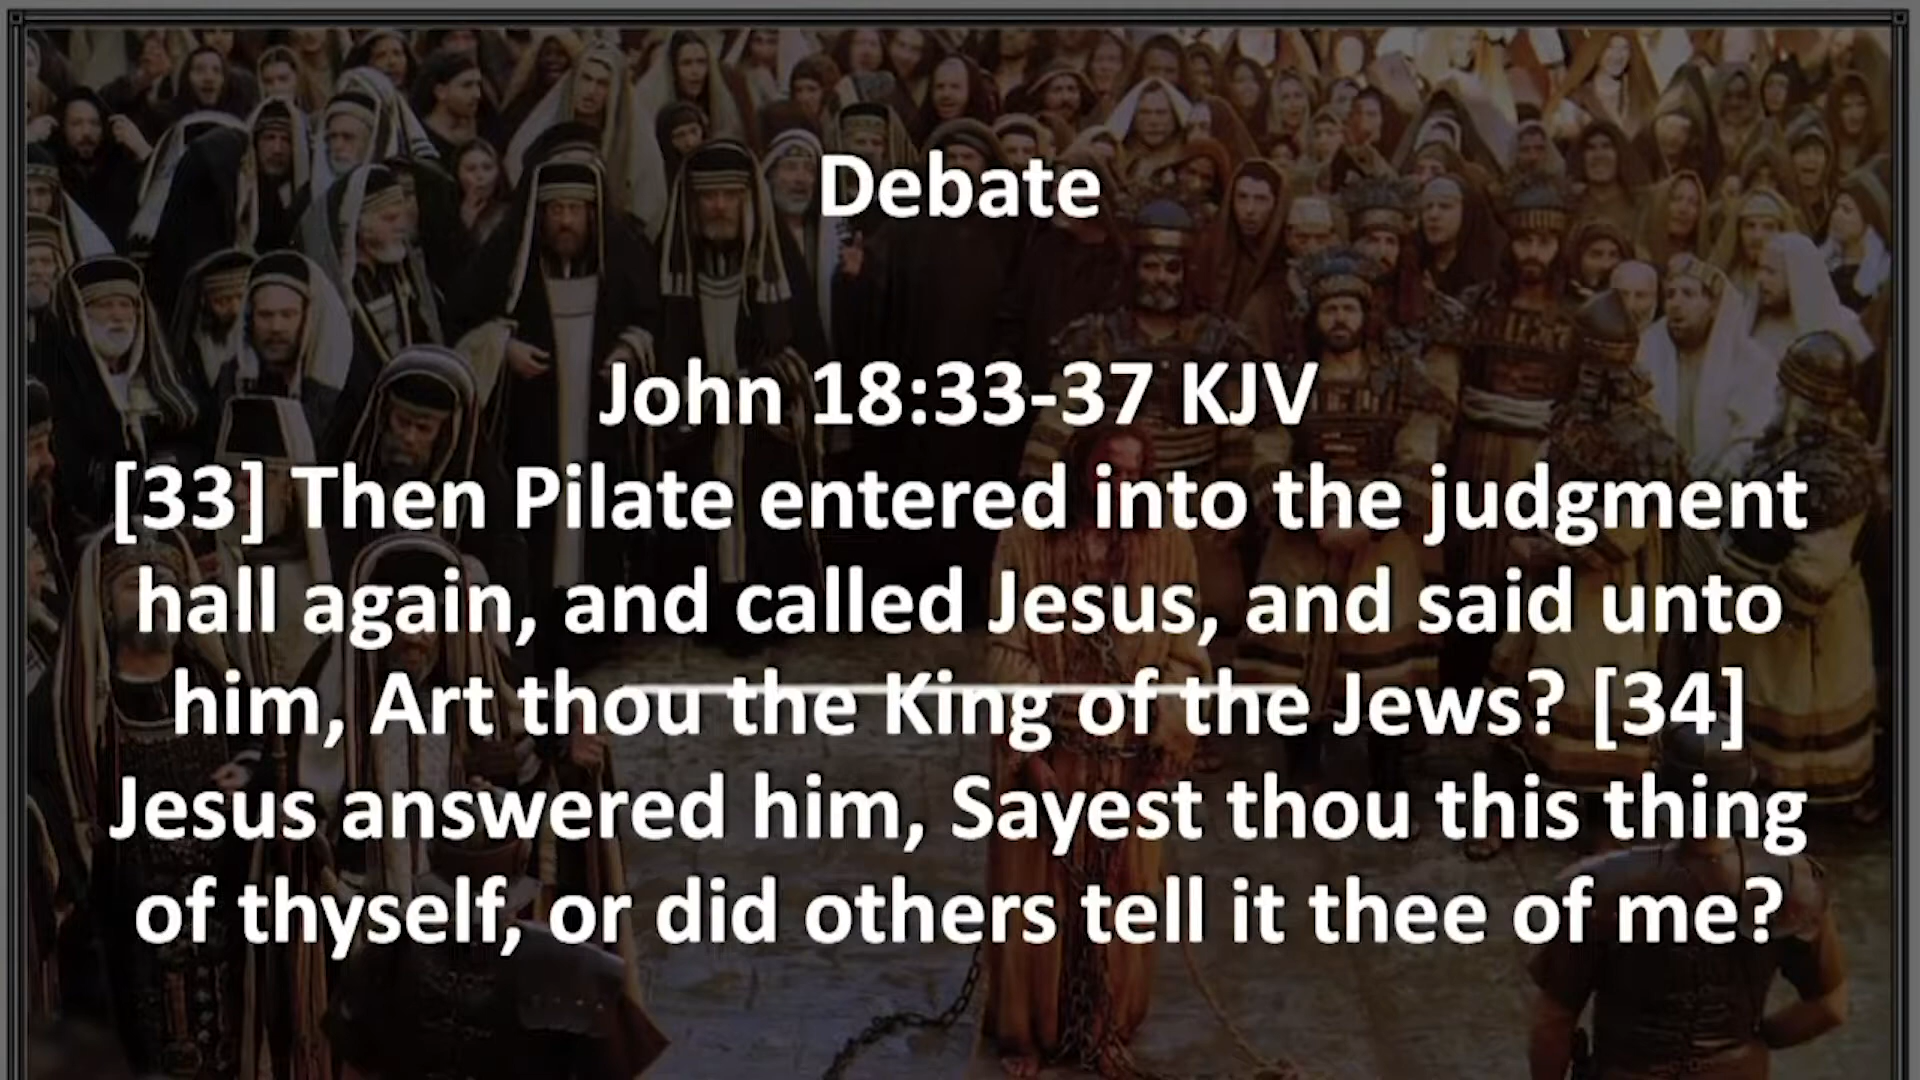 Debate
John 18:33-37 KJV
[33] Then Pilate entered into the judgment
hall again, and called Jesus, and said unto
him, Art thou the King of the Jews? [34]
Jesus answered him, Sayest thou this thing
of thyself, or did others tell it thee of me?